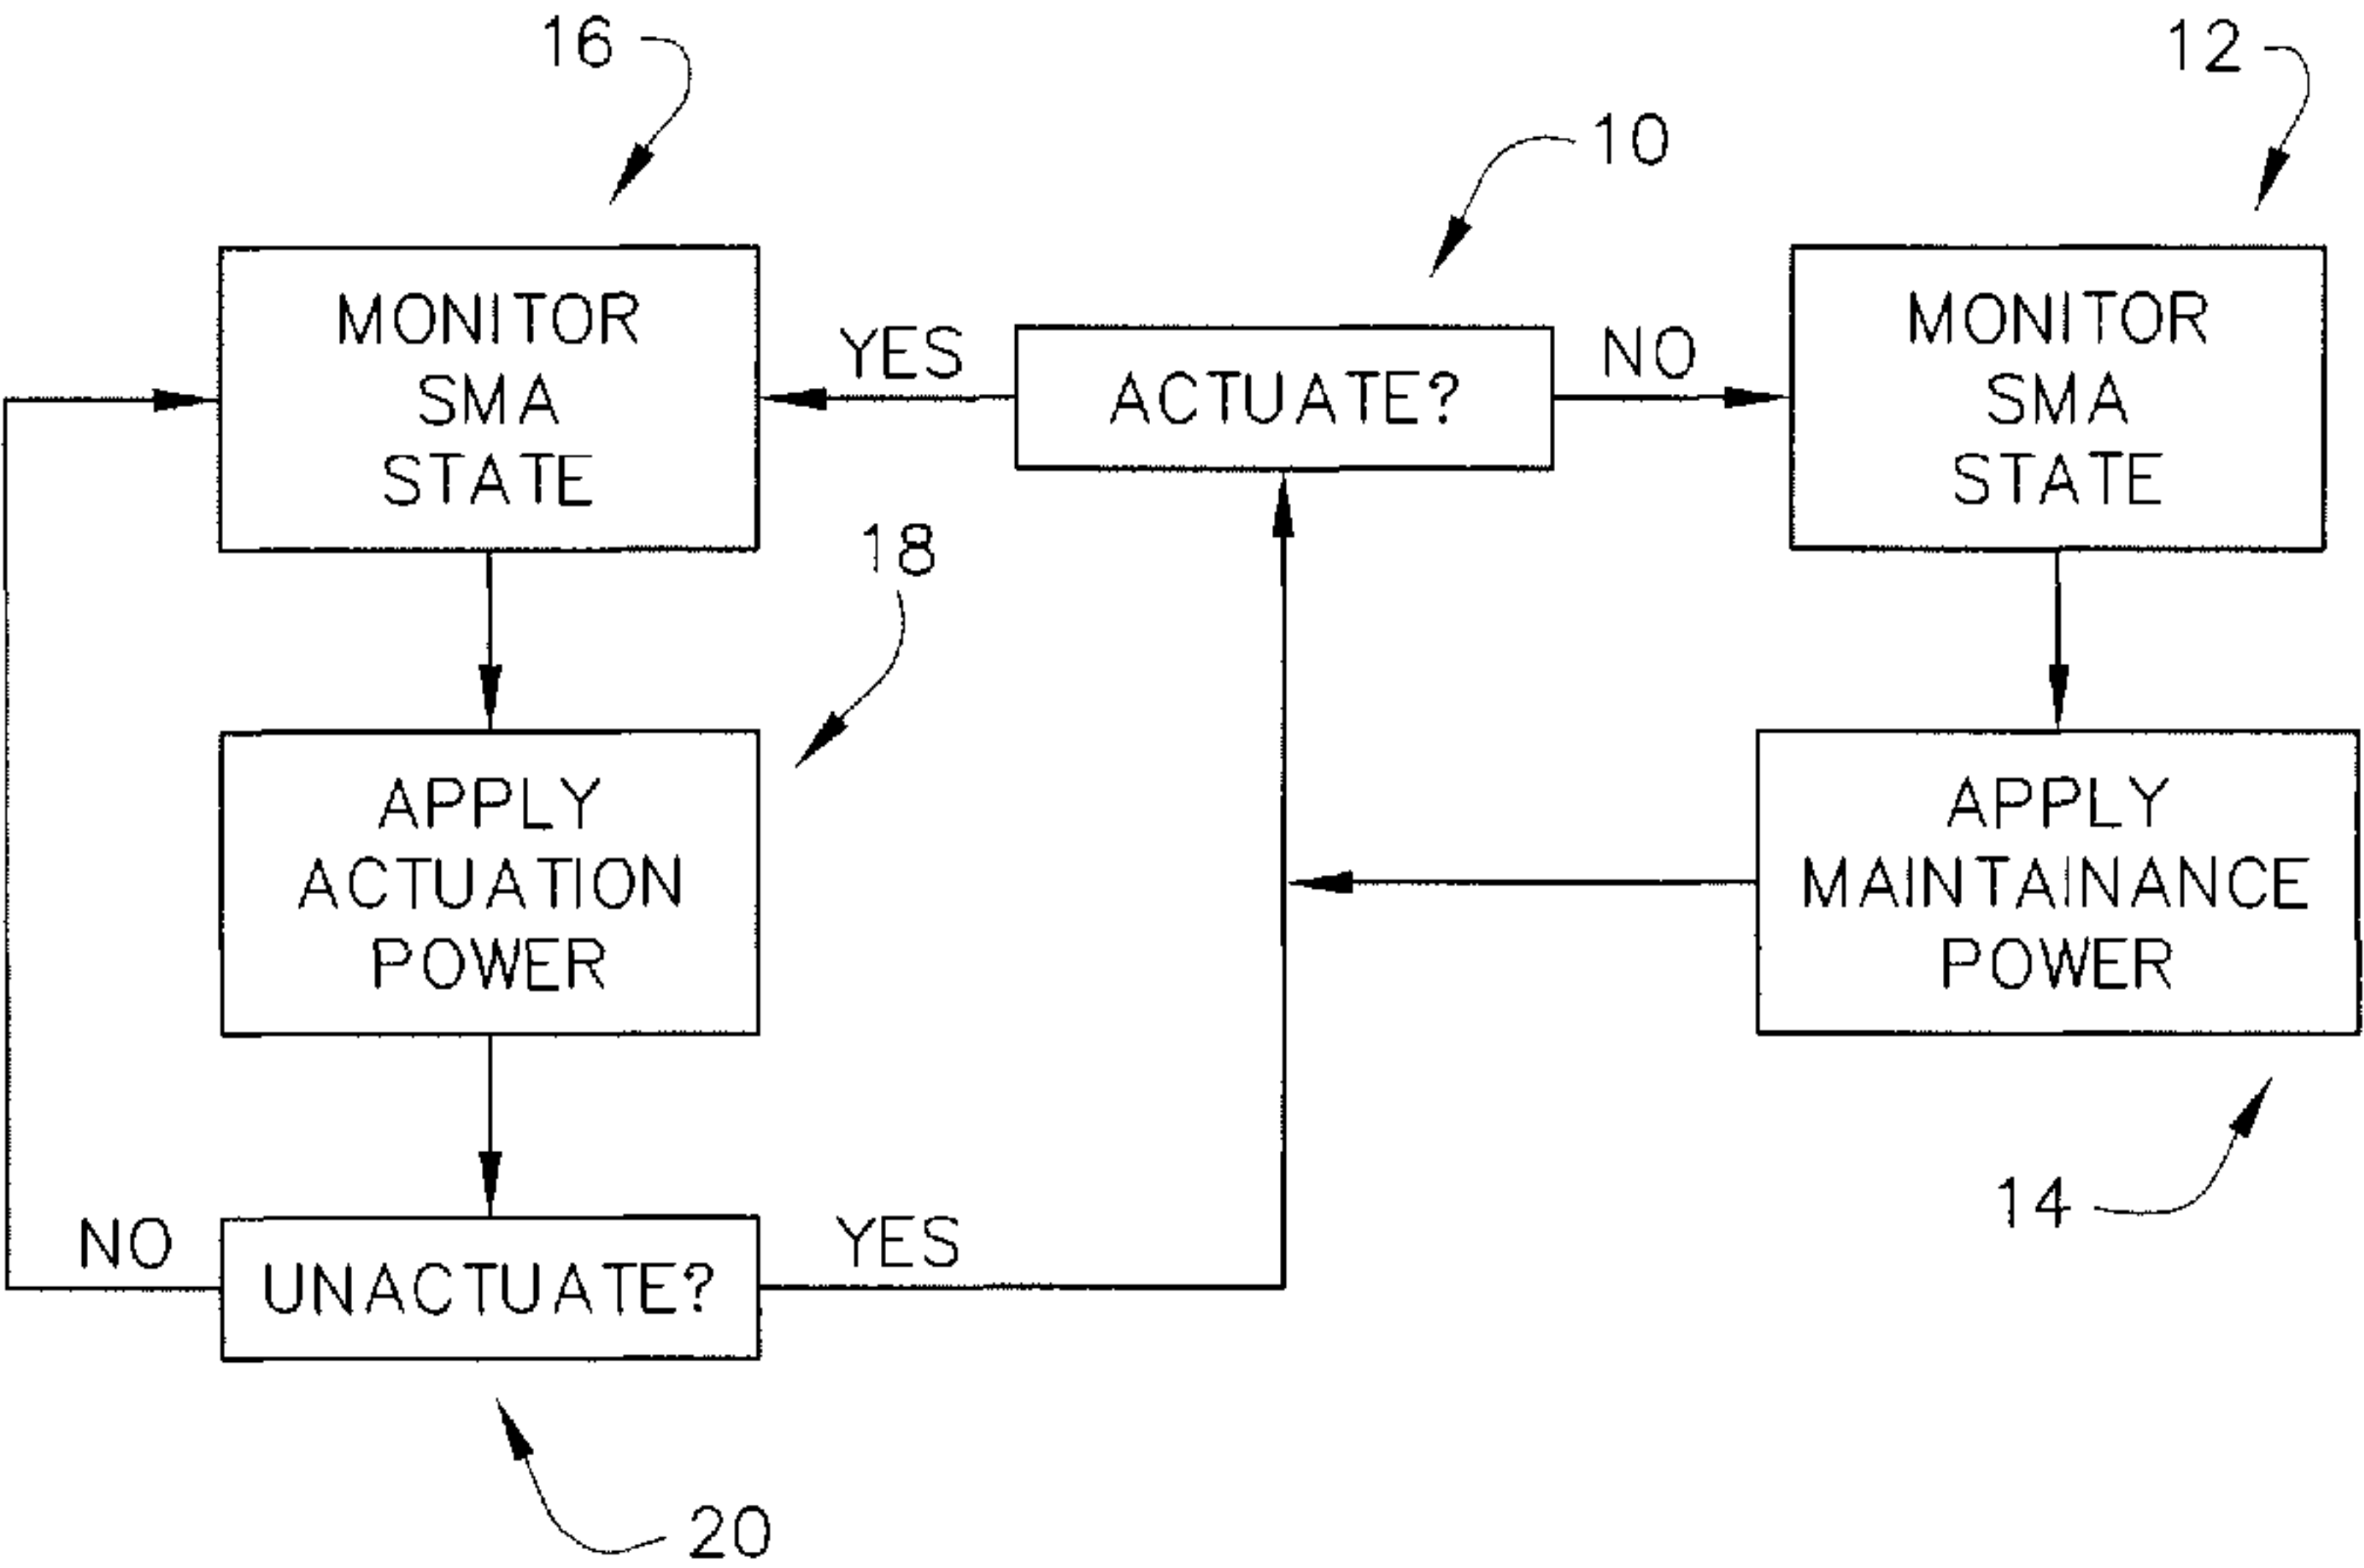 16
12
10
MONITOR
SMA
STATE
YES
ACTUATE?
NO
MONITOR
SMA
STATE
18
APPLY
ACTUATION
POWER
APPLY
MAINTAINANCE
POWER
14
NO
UNACTUATE?
YES
20